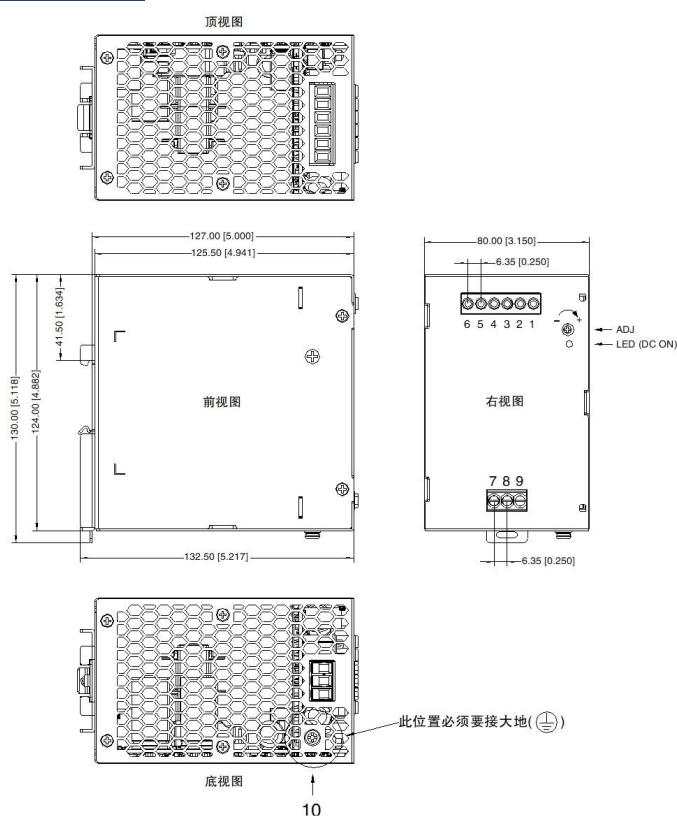 顶视图
127.00 [5.000]
125.50 [4.941]
41.50 [1.634]
124.00 [4.882]
130.00 [5.118]
前视图
132.50 [5.217]
80.00 [3.150]
6.35 [0.250]
6 5 4 3 2 1
- +
ADJ
LED (DC ON)
右视图
7 8 9
6.35 [0.250]
此位置必须要接大地( )
底视图
10